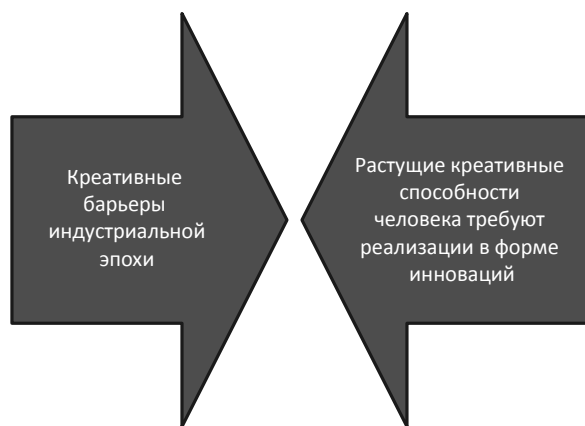 Креативные
барьеры
индустриальной
эпохи
Растущие креативные
способности
человека требуют
реализации в форме
инноваций